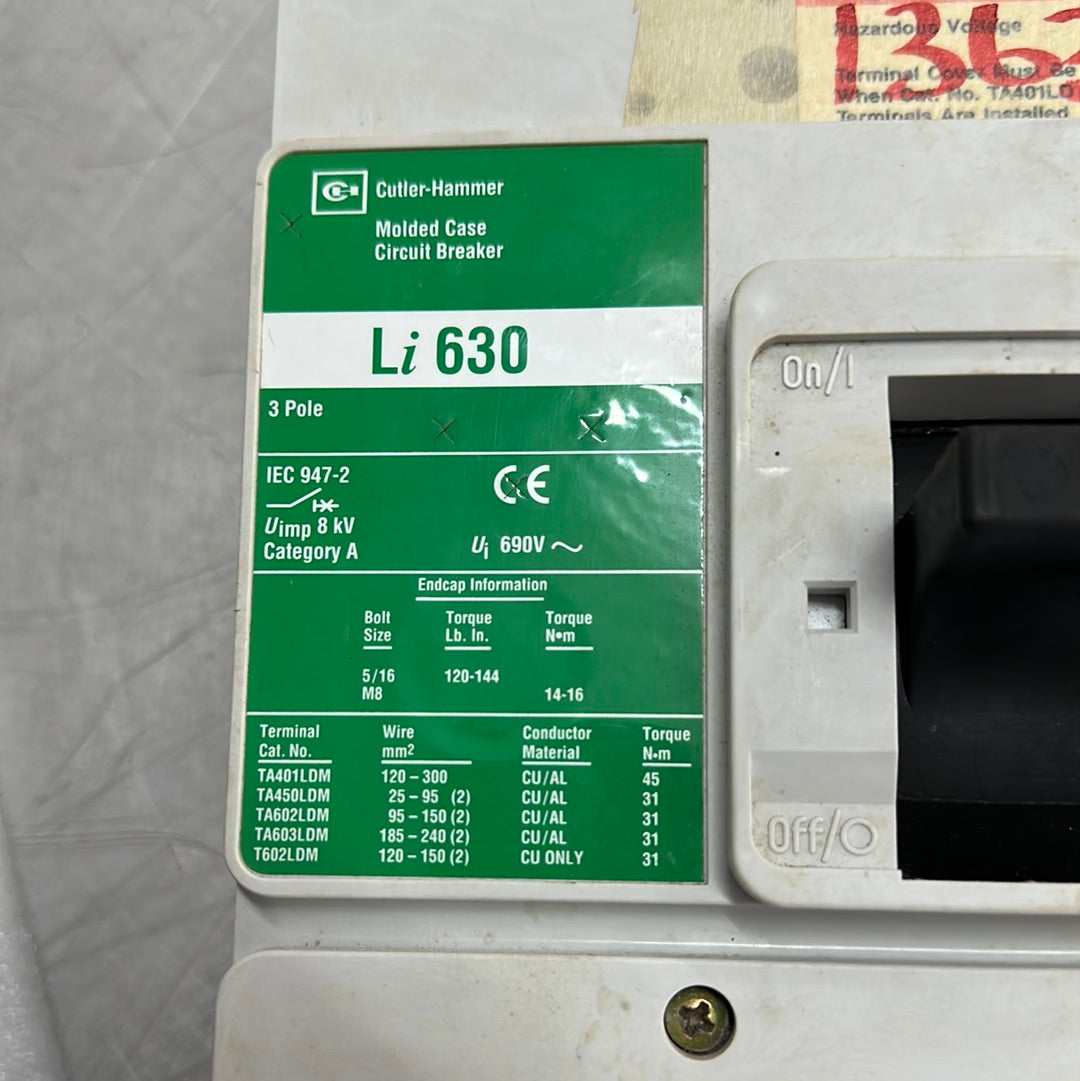 Hazardous Voltage
1362
Terminal Cover Must Be
When Cat. No. TA401LD
Terminals Are Installed
Cutler-Hammer
Molded Case
Circuit Breaker
Li 630
3 Pole
IEC 947-2
CE
Uimp 8 kV
Category A
Ui 690V ~
Endcap Information
Bolt Torque Torque
Size Lb. In. N•m
5/16 120-144
M8 14-16
Terminal Wire Conductor Torque
Cat. No. mm2 Material N•m
TA401LDM 120 – 300 CU/AL 45
TA450LDM 25 – 95 (2) CU/AL 31
TA602LDM 95 – 150 (2) CU/AL 31
TA603LDM 185 – 240 (2) CU/AL 31
T602LDM 120 – 150 (2) CU ONLY 31
On/I
Off/O